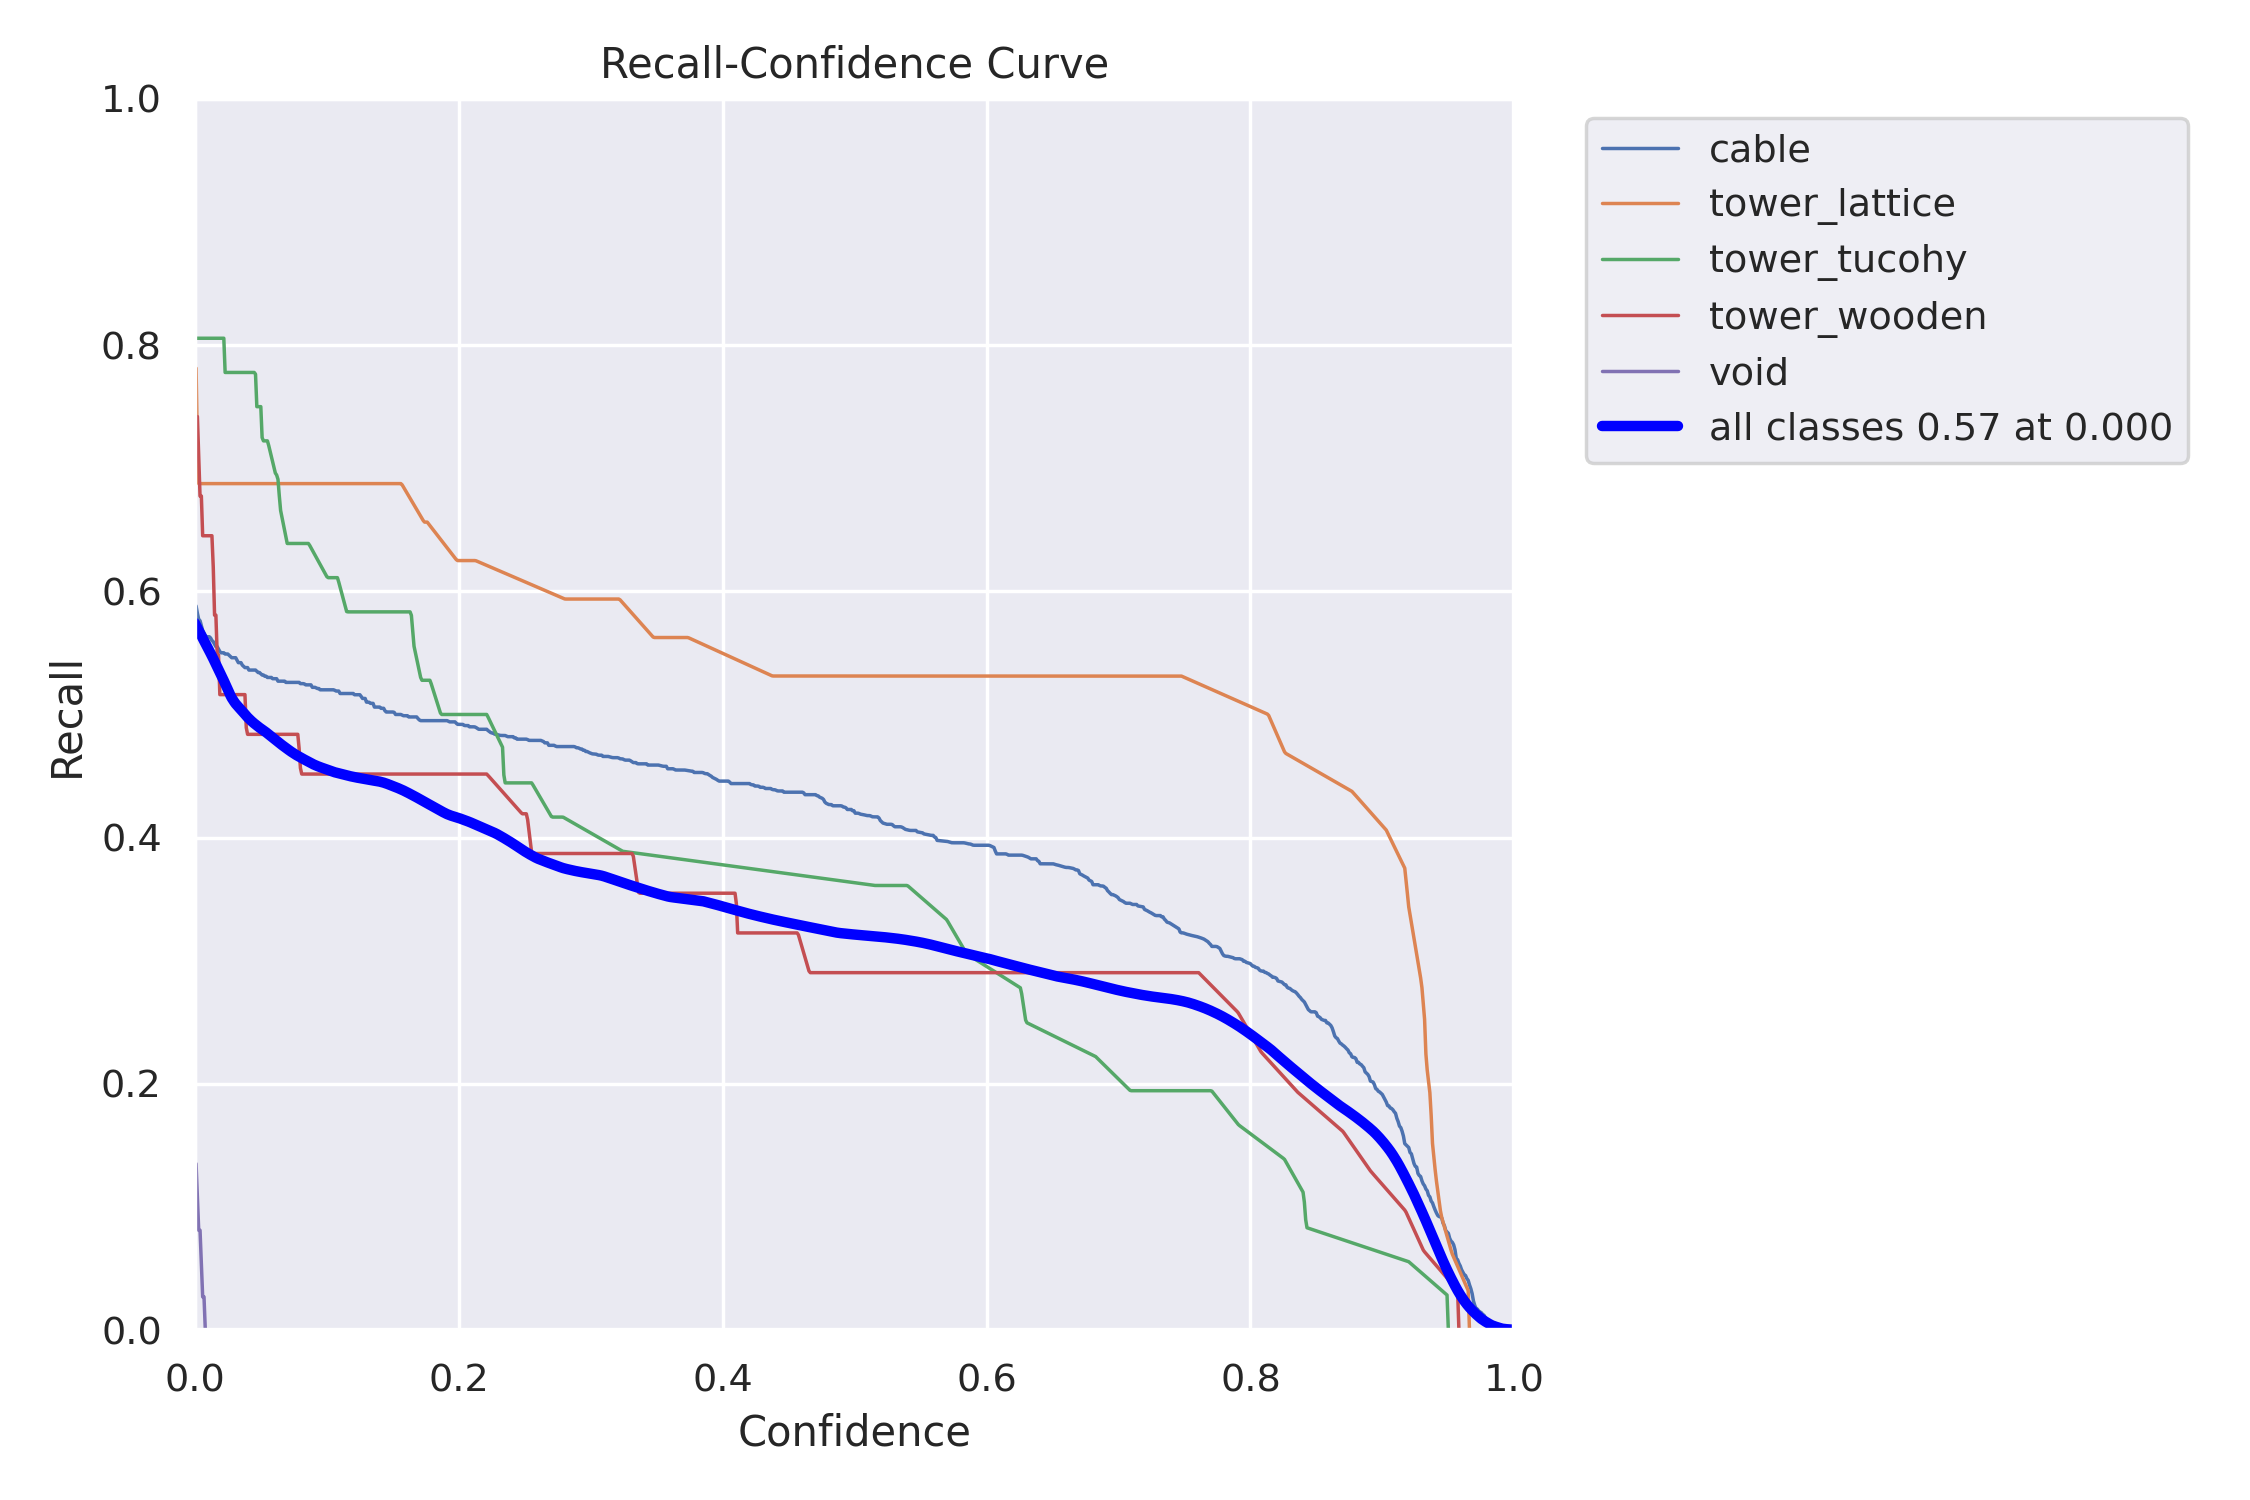 Recall-Confidence Curve
1.0
0.8
0.6
0.4
0.2
0.0
Recall
0.0 0.2 0.4 0.6 0.8 1.0
Confidence
cable
tower_lattice
tower_tucohy
tower_wooden
void
all classes 0.57 at 0.000